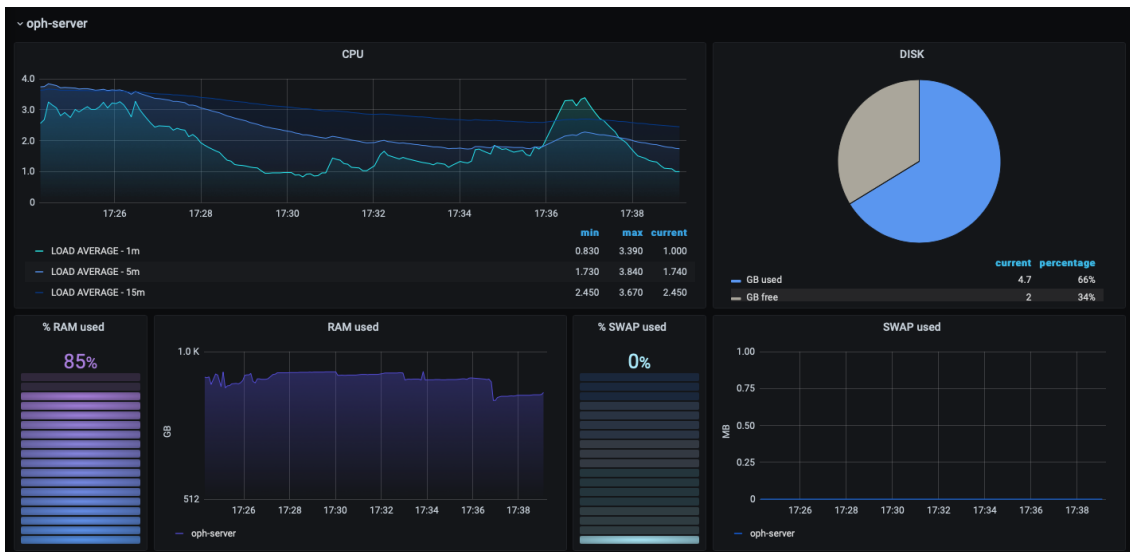 oph-server
CPU
4.0
3.0
2.0
1.0
0
17:26 17:28 17:30 17:32 17:34 17:36 17:38
min max current
LOAD AVERAGE - 1m 0.830 3.390 1.000
LOAD AVERAGE - 5m 1.730 3.840 1.740
LOAD AVERAGE - 15m 2.450 3.670 2.450
DISK
current percentage
GB used 4.7 66%
GB free 2 34%
% RAM used
85%
RAM used
1.0 K
GB
512
17:26 17:28 17:30 17:32 17:34 17:36 17:38
oph-server
% SWAP used
0%
SWAP used
1.00
0.75
0.50
0.25
0
MB
17:26 17:28 17:30 17:32 17:34 17:36 17:38
oph-server